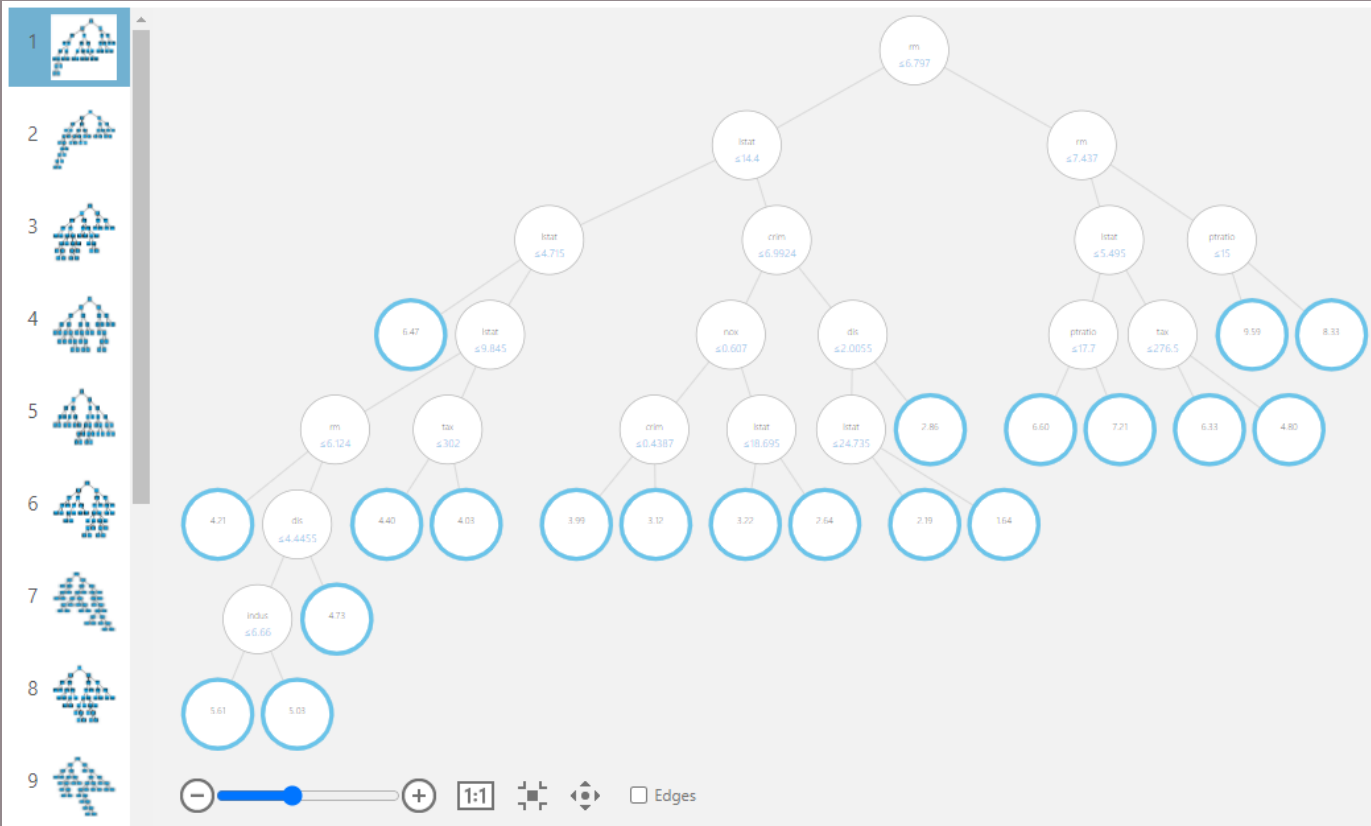 1
2
3
4
5
6
7
8
9
rm
≤6.797
lstat
≤14.4
rm
≤7.437
lstat
≤4.715
crim
≤6.9924
lstat
≤5.495
ptratio
≤15
6.47
lstat
≤9.845
nox
≤0.607
dis
≤2.0055
ptratio
≤17.7
tax
≤276.5
9.59
8.33
rm
≤6.124
tax
≤302
crim
≤0.4387
lstat
≤18.695
lstat
≤24.735
2.86
6.60
7.21
6.33
4.80
4.21
dis
≤4.4455
4.40
4.03
3.99
3.12
3.22
2.64
2.19
1.64
indus
≤6.66
4.73
5.61
5.03
1:1
Edges